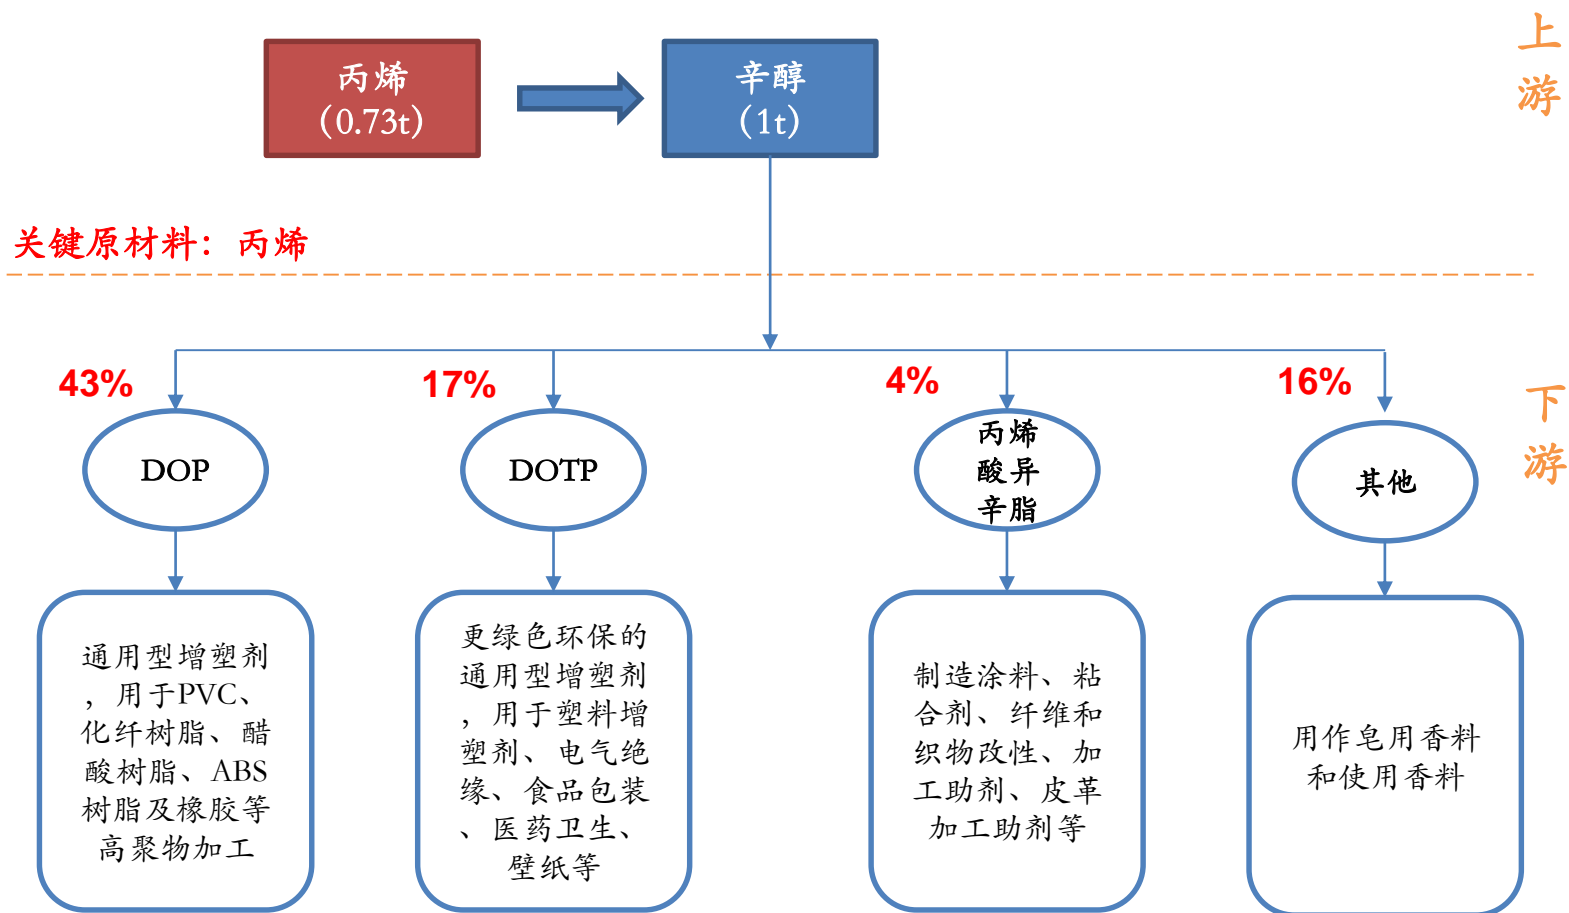 丙烯
（0.73t）
辛醇
（1t）
上
游
关键原材料：丙烯
43%
17%
4%
16%
下
游
DOP
DOTP
丙烯
酸异
辛脂
其他
通用型增塑剂
，用于PVC、
化纤树脂、醋
酸树脂、ABS
树脂及橡胶等
高聚物加工
更绿色环保的
通用型增塑剂
，用于塑料增
塑剂、电气绝
缘、食品包装
、医药卫生、
壁纸等
制造涂料、粘
合剂、纤维和
织物改性、加
工助剂、皮革
加工助剂等
用作皂用香料
和使用香料